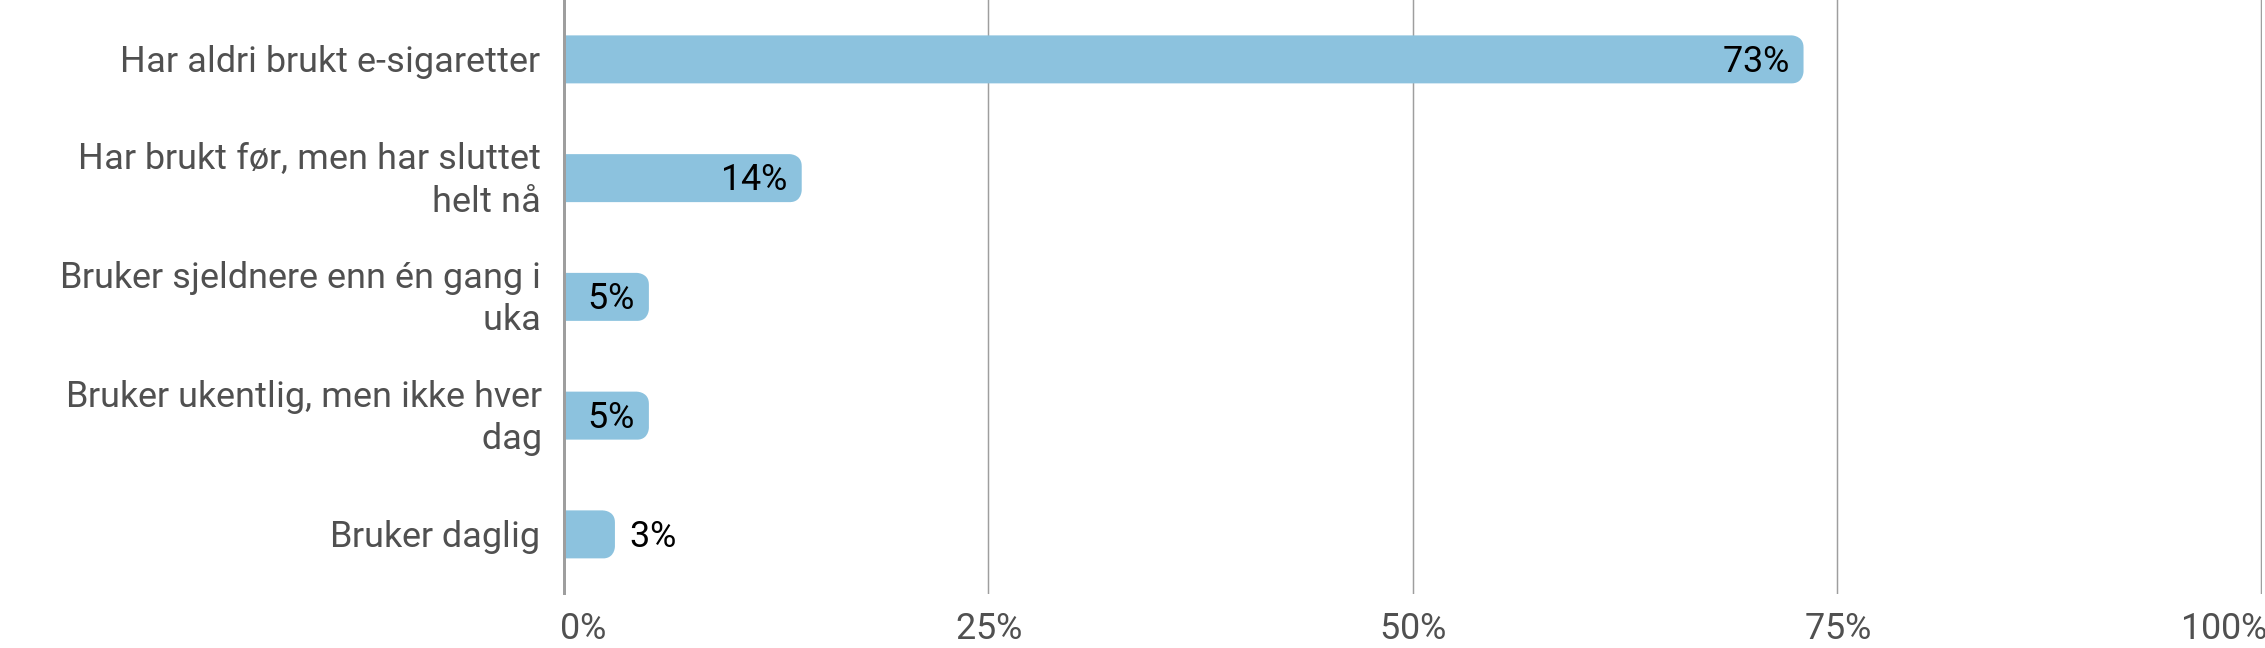 Har aldri brukt e-sigaretter
73%
Har brukt før, men har sluttet
helt nå
14%
Bruker sjeldnere enn én gang i
uka
5%
Bruker ukentlig, men ikke hver
dag
5%
Bruker daglig
3%
0%
25%
50%
75%
100%